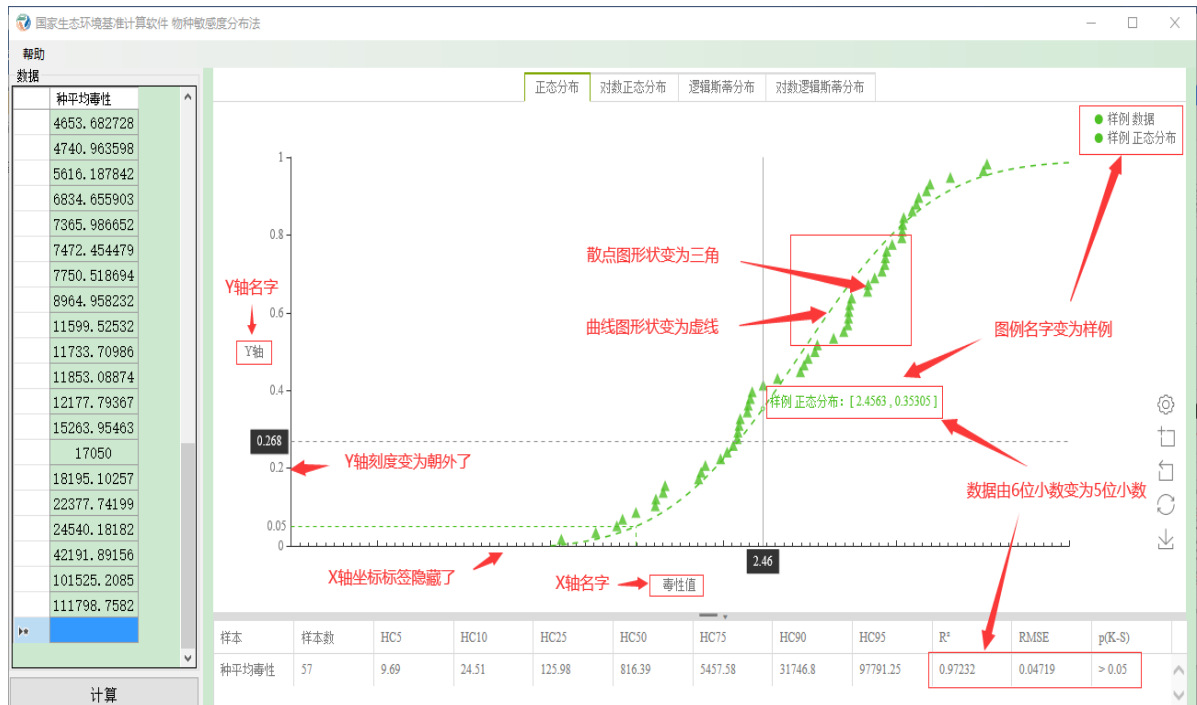 国家生态环境基准计算软件 物种敏感度分布法
帮助
数据
种平均毒性
4653.682728
4740.963598
5616.187842
6834.655903
7365.986652
7472.454479
7750.518694
8964.958232
11599.52532
11733.70986
11853.08874
12177.79367
15263.95463
17050
18195.10257
22377.74199
24540.18182
42191.89156
101525.2085
111798.7582
计算
正态分布 对数正态分布 逻辑斯蒂分布 对数逻辑斯蒂分布
样例 数据
样例 正态分布
1
0.8
散点图形状变为三角
Y轴名字
0.6
曲线图形状变为虚线
图例名字变为样例
Y轴
0.4
样例 正态分布: [ 2.4563 , 0.35305 ]
0.268
Y轴刻度变为朝外了
0.2
数据由6位小数变为5位小数
0.05
0
2.46
X轴坐标标签隐藏了
X轴名字
毒性值
样本 样本数 HC5 HC10 HC25 HC50 HC75 HC90 HC95 R² RMSE p(K-S)
种平均毒性 57 9.69 24.51 125.98 816.39 5457.58 31746.8 97791.25 0.97232 0.04719 > 0.05